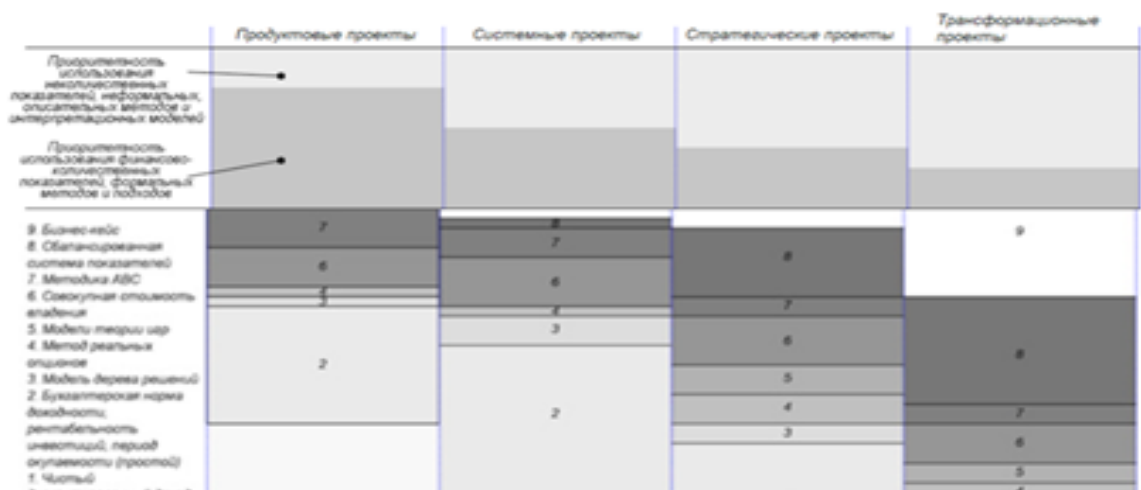 Продуктовые проекты
Системные проекты
Стратегические проекты
Трансформационные
проекты
Приоритетность
использования
неколичественных
показателей, неформальных,
описательных методов и
интерпретационных моделей
Приоритетность
использования финансово-
количественных
показателей, формальных
методов и подходов
9. Бизнес-кейс
8. Сбалансированная
система показателей
7. Методика ABC
6. Совокупная стоимость
владения
5. Модели теории игр
4. Метод реальных
опционов
3. Модель дерева решений
2. Бухгалтерская норма
доходности,
рентабельность
инвестиций, период
окупаемости (простой)
1. Чистый
7
6
4
3
2
8
7
6
4
3
2
8
7
6
5
4
3
9
8
7
6
5